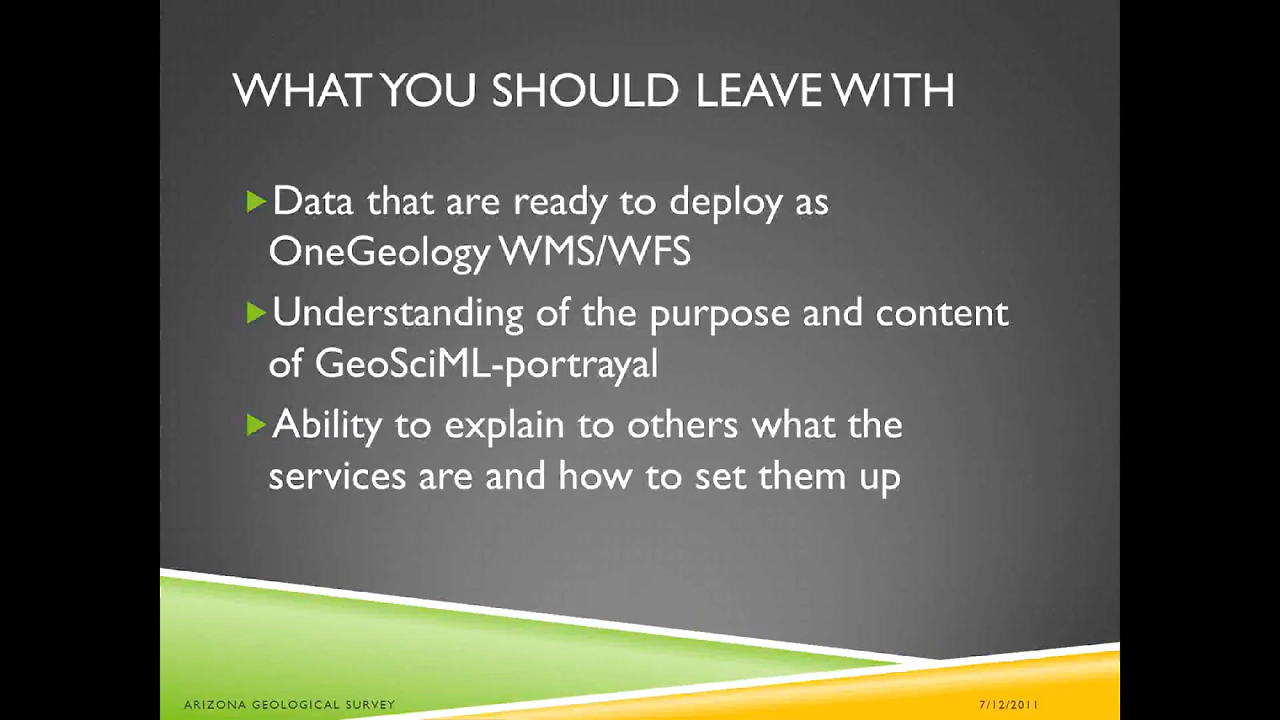 WHAT YOU SHOULD LEAVE WITH
Data that are ready to deploy as
OneGeology WMS/WFS
Understanding of the purpose and content
of GeoSciML-portrayal
Ability to explain to others what the
services are and how to set them up
ARIZONA GEOLOGICAL SURVEY
7/12/2011